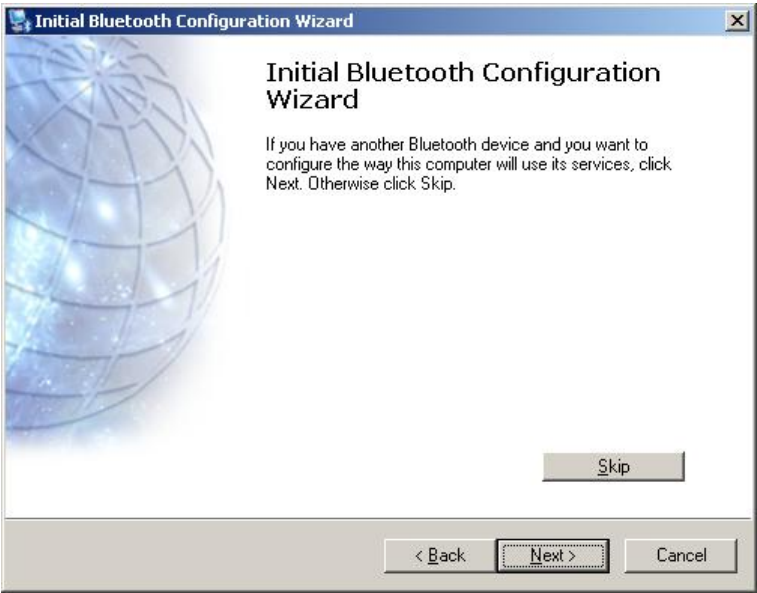 Initial Bluetooth Configuration Wizard
Initial Bluetooth Configuration
Wizard
If you have another Bluetooth device and you want to
configure the way this computer will use its services, click
Next. Otherwise click Skip.
Skip
< Back Next > Cancel